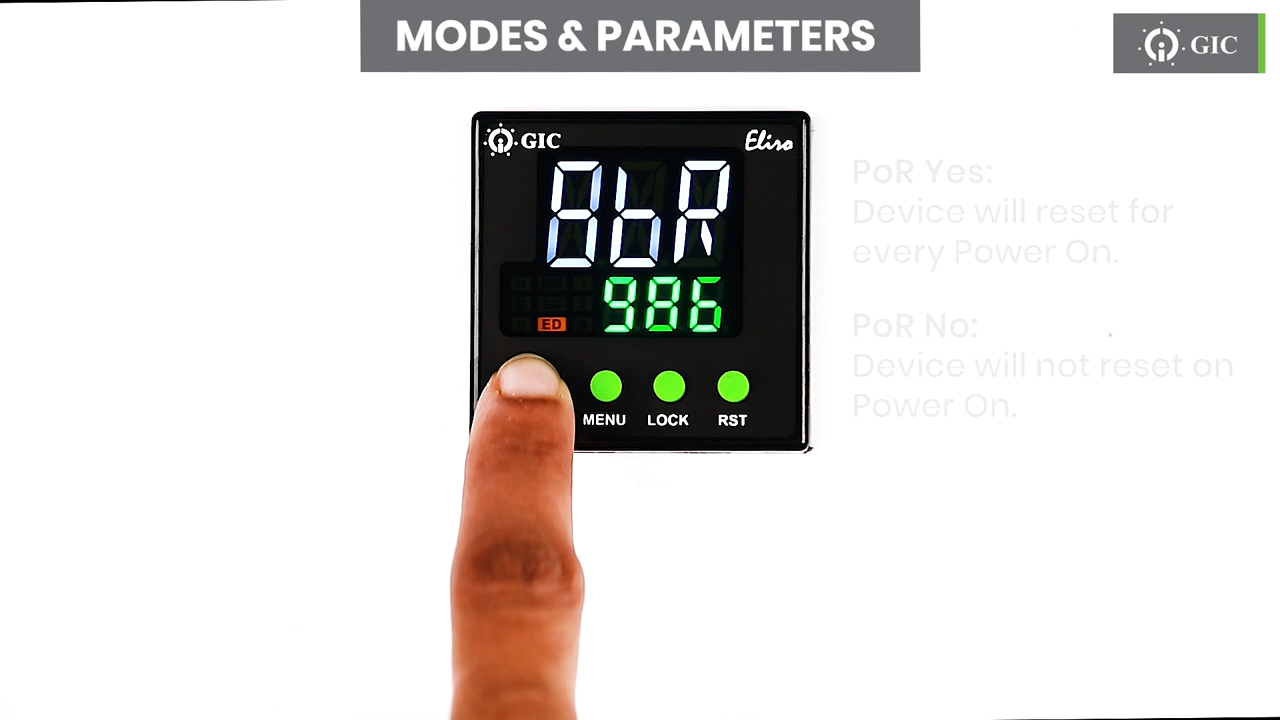 MODES & PARAMETERS
GIC
GIC
Eliro
PoR Yes:
Device will reset for
every Power On.
986
ED
PoR No:
Device will not reset on
Power On.
MENU
LOCK
RST